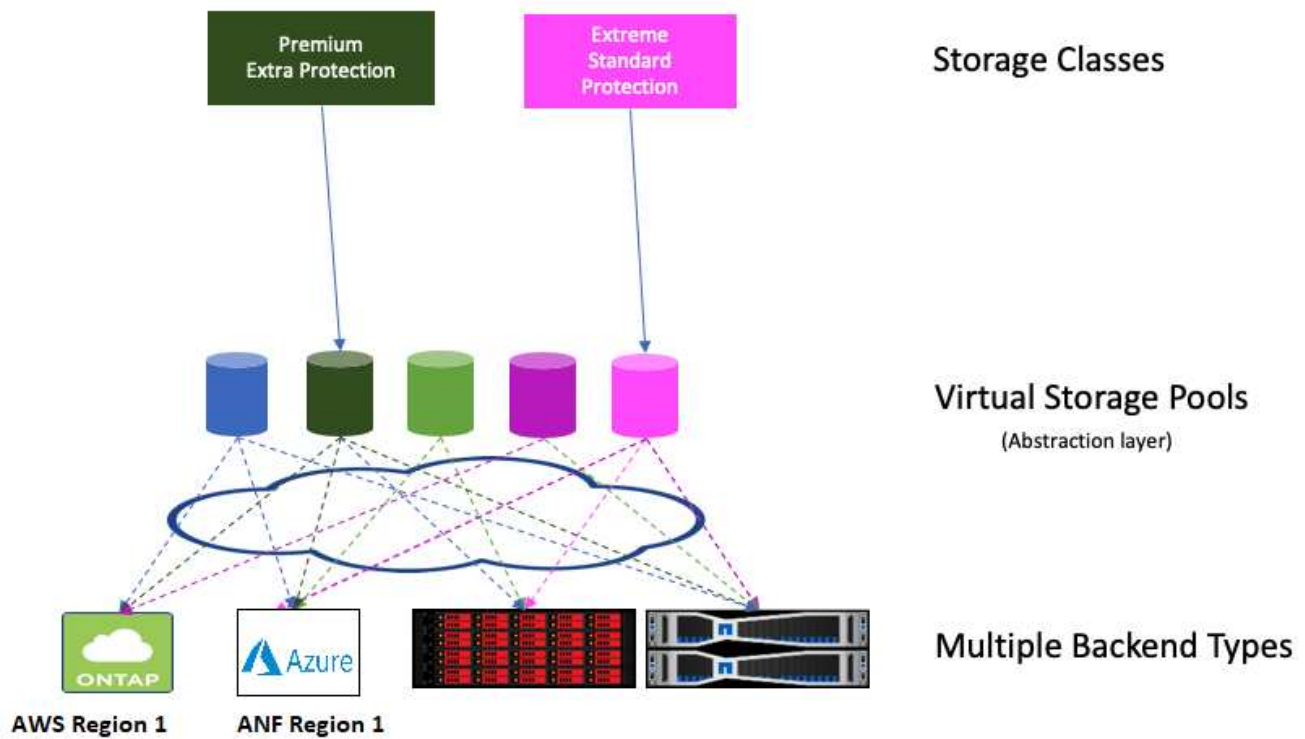 Premium
Extra Protection
Extreme
Standard
Protection
Storage Classes
Virtual Storage Pools
(Abstraction layer)
ONTAP
Azure
Multiple Backend Types
AWS Region 1
ANF Region 1